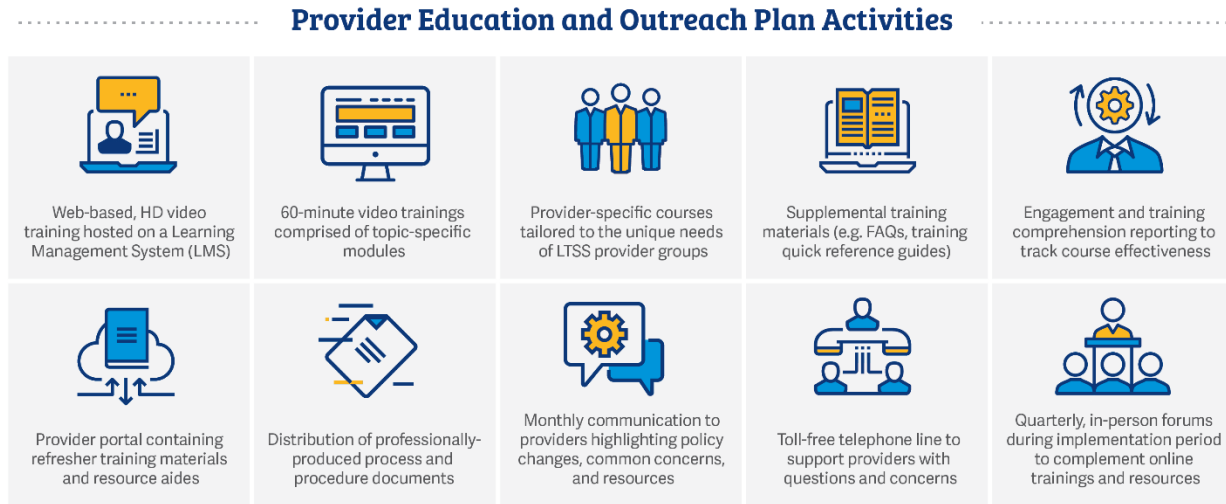 Provider Education and Outreach Plan Activities
Web-based, HD video
training hosted on a Learning
Management System (LMS)
60-minute video trainings
comprised of topic-specific
modules
Provider-specific courses
tailored to the unique needs
of LTSS provider groups
Supplemental training
materials (e.g. FAQs, training
quick reference guides)
Engagement and training
comprehension reporting to
track course effectiveness
Provider portal containing
refresher training materials
and resource aides
Distribution of professionally-
produced process and
procedure documents
Monthly communication to
providers highlighting policy
changes, common concerns,
and resources
Toll-free telephone line to
support providers with
questions and concerns
Quarterly, in-person forums
during implementation period
to complement online
trainings and resources